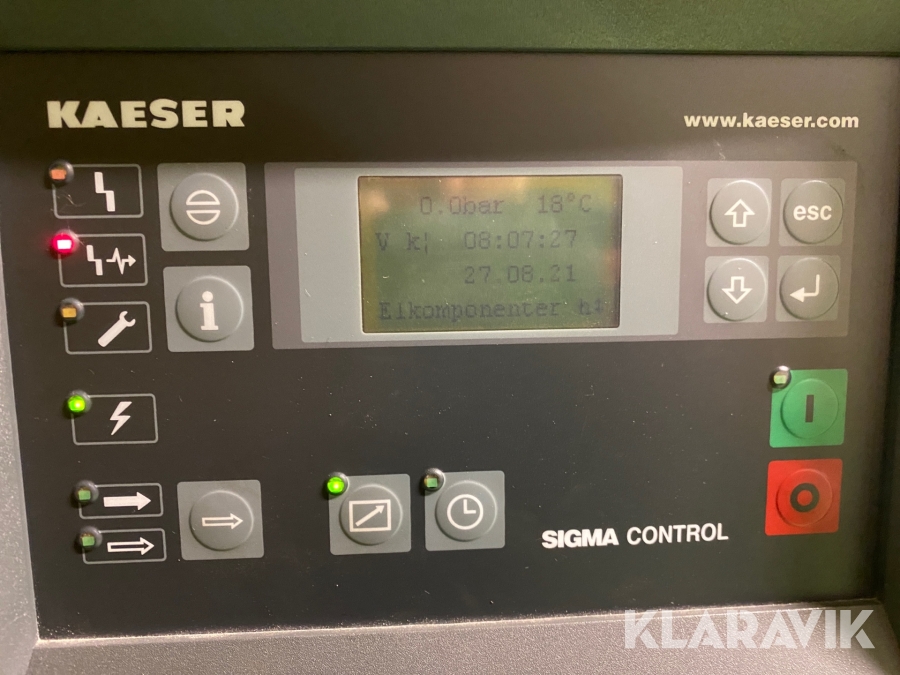 KAESER
www.kaeser.com
0.0bar 18°C
V k¦ 08:07:27
27.08.21
Elkomponenter h
esc
i
I
O
SIGMA CONTROL
KLARAVIK